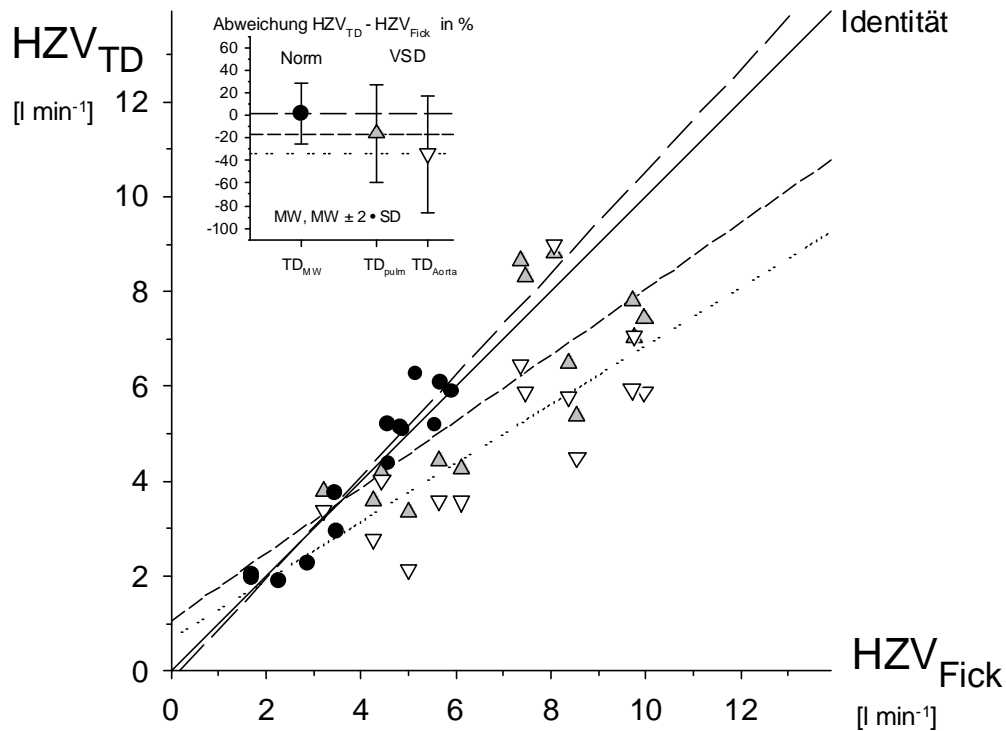 Abweichung HZV_TD - HZV_Fick in %
Identität
HZV_TD
[l min⁻¹]
60
40
20
0
-20
-40
-60
-80
-100
Norm
VSD
MW, MW ± 2 • SD
TD_MW
TD_pulm
TD_Aorta
12
10
8
6
4
2
0
0
2
4
6
8
10
12
HZV_Fick
[l min⁻¹]